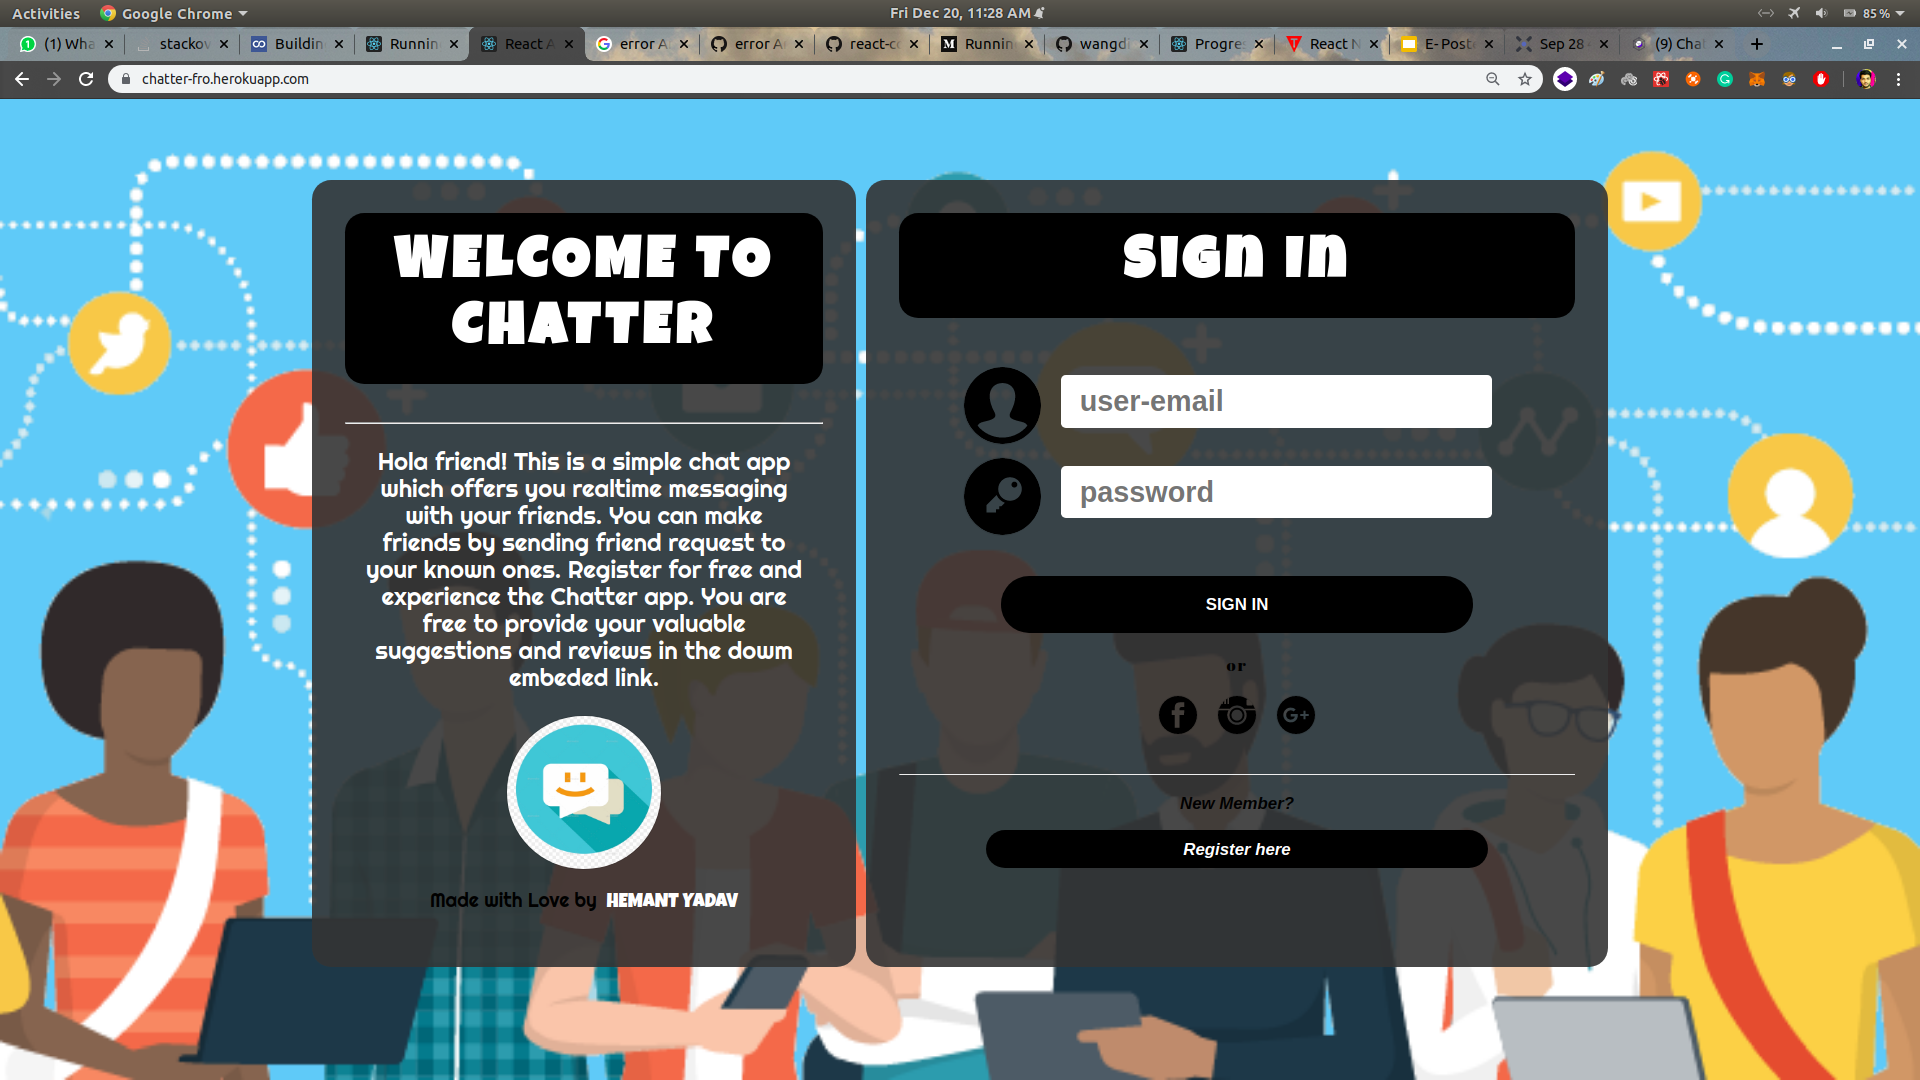 Activities
Google Chrome
Fri Dec 20, 11:28 AM
85 %
(1) Wha
stackov
Buildin
Runnin
React A
error A
error A
react-co
Runnin
wangdi
Progre
React N
E-Post
Sep 28
(9) Cha
chatter-fro.herokuapp.com
WELCOME TO
CHATTER
Hola friend! This is a simple chat app
which offers you realtime messaging
with your friends. You can make
friends by sending friend request to
your known ones. Register for free and
experience the Chatter app. You are
free to provide your valuable
suggestions and reviews in the dowm
embeded link.
Made with Love by HEMANT YADAV
SIGN IN
user-email
password
SIGN IN
or
New Member?
Register here